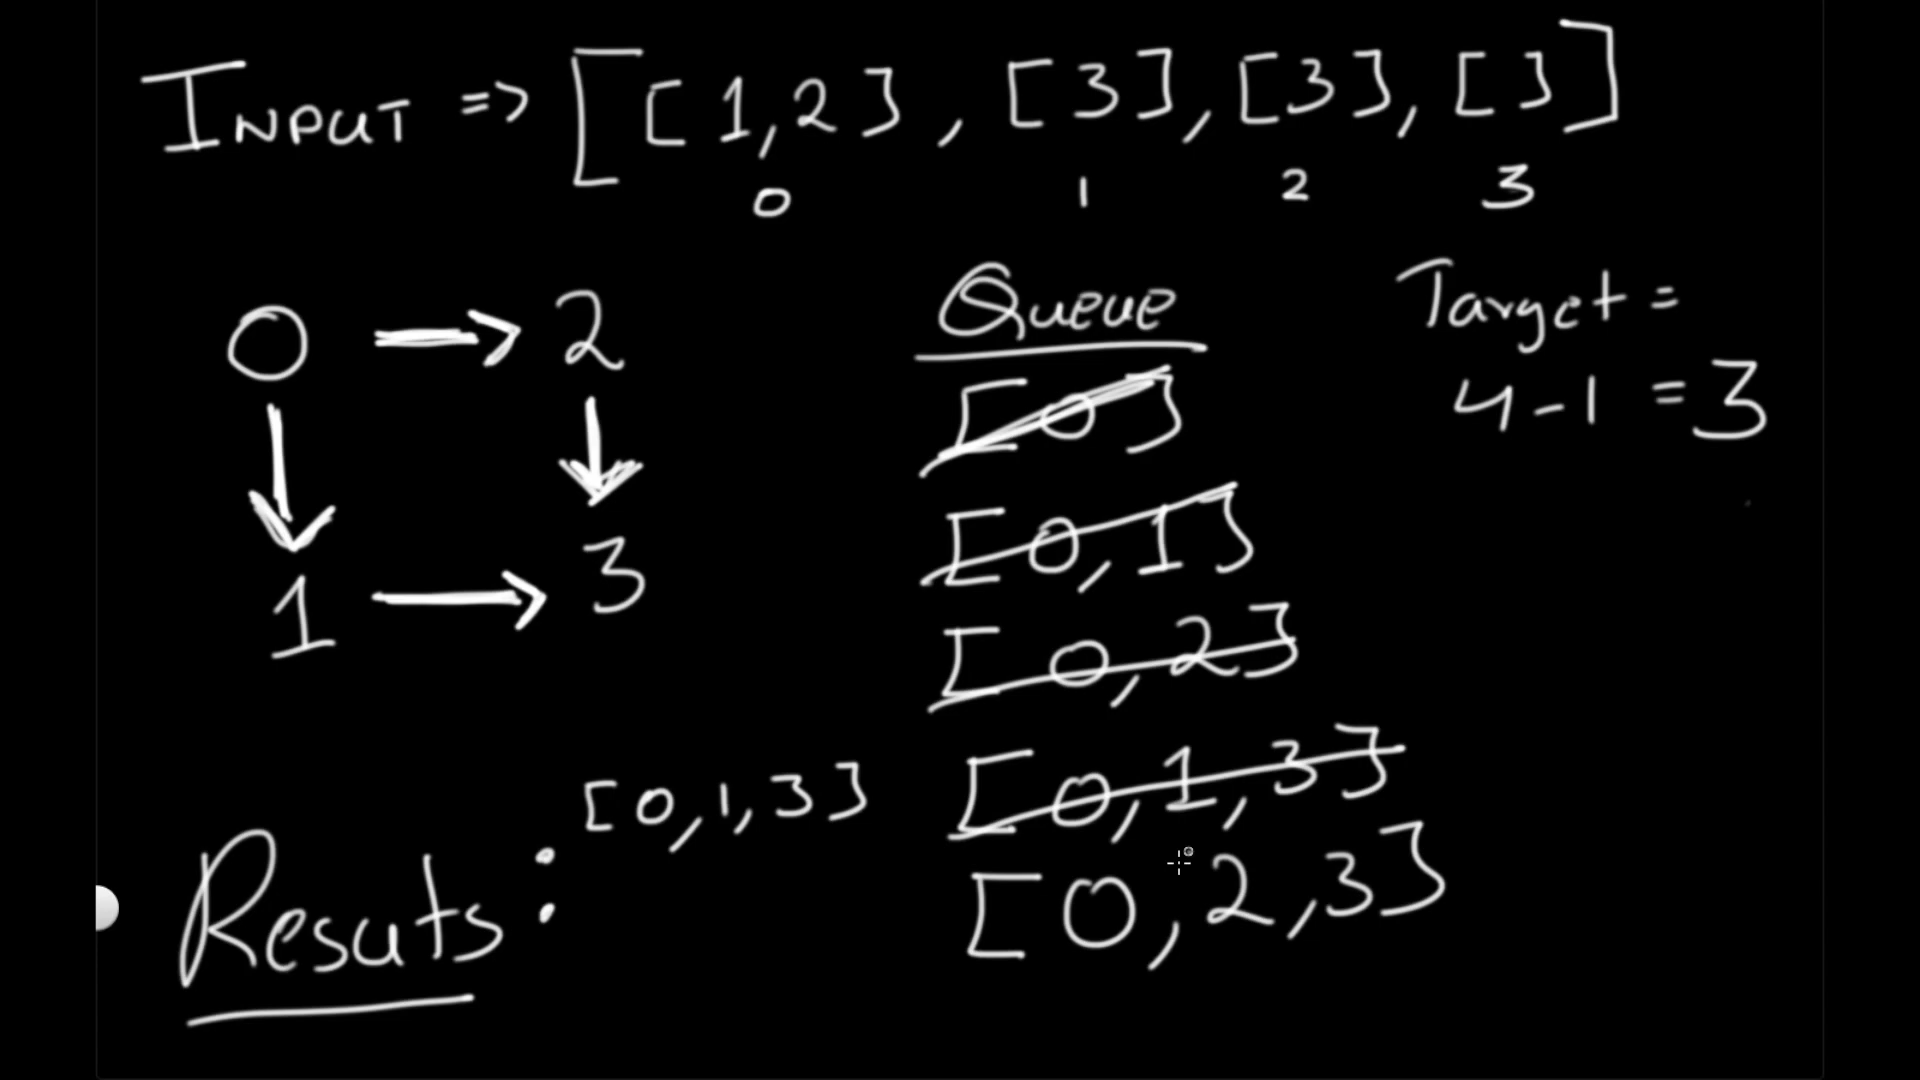 INPUT => [[1,2], [3], [3], []]
0 1 2 3
0 2
1 3
Queue
[0]
[0,1]
[0,2]
[0,1,3]
[0,2,3]
Target =
4-1 = 3
Resuts: [0,1,3]